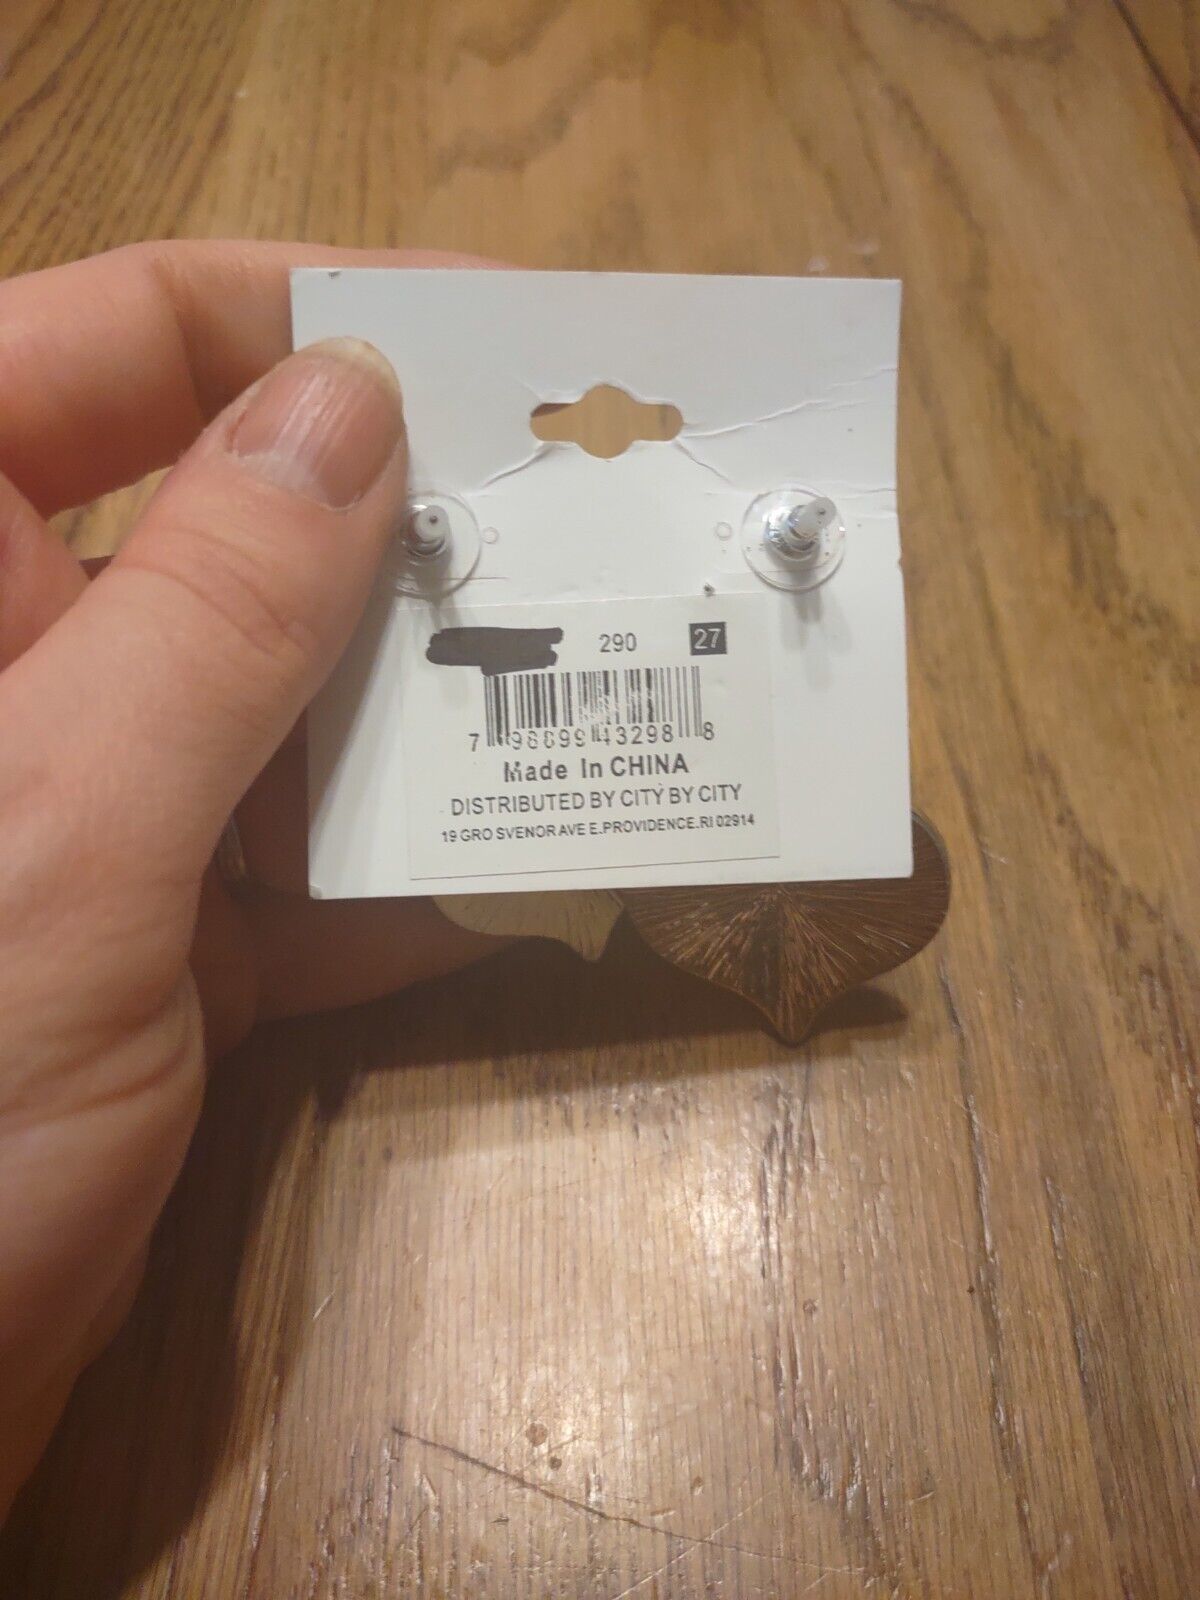 290 27
7 98899 43298 8
Made In CHINA
DISTRIBUTED BY CITY BY CITY
19 GRO SVENOR AVE E.PROVIDENCE.RI 02914